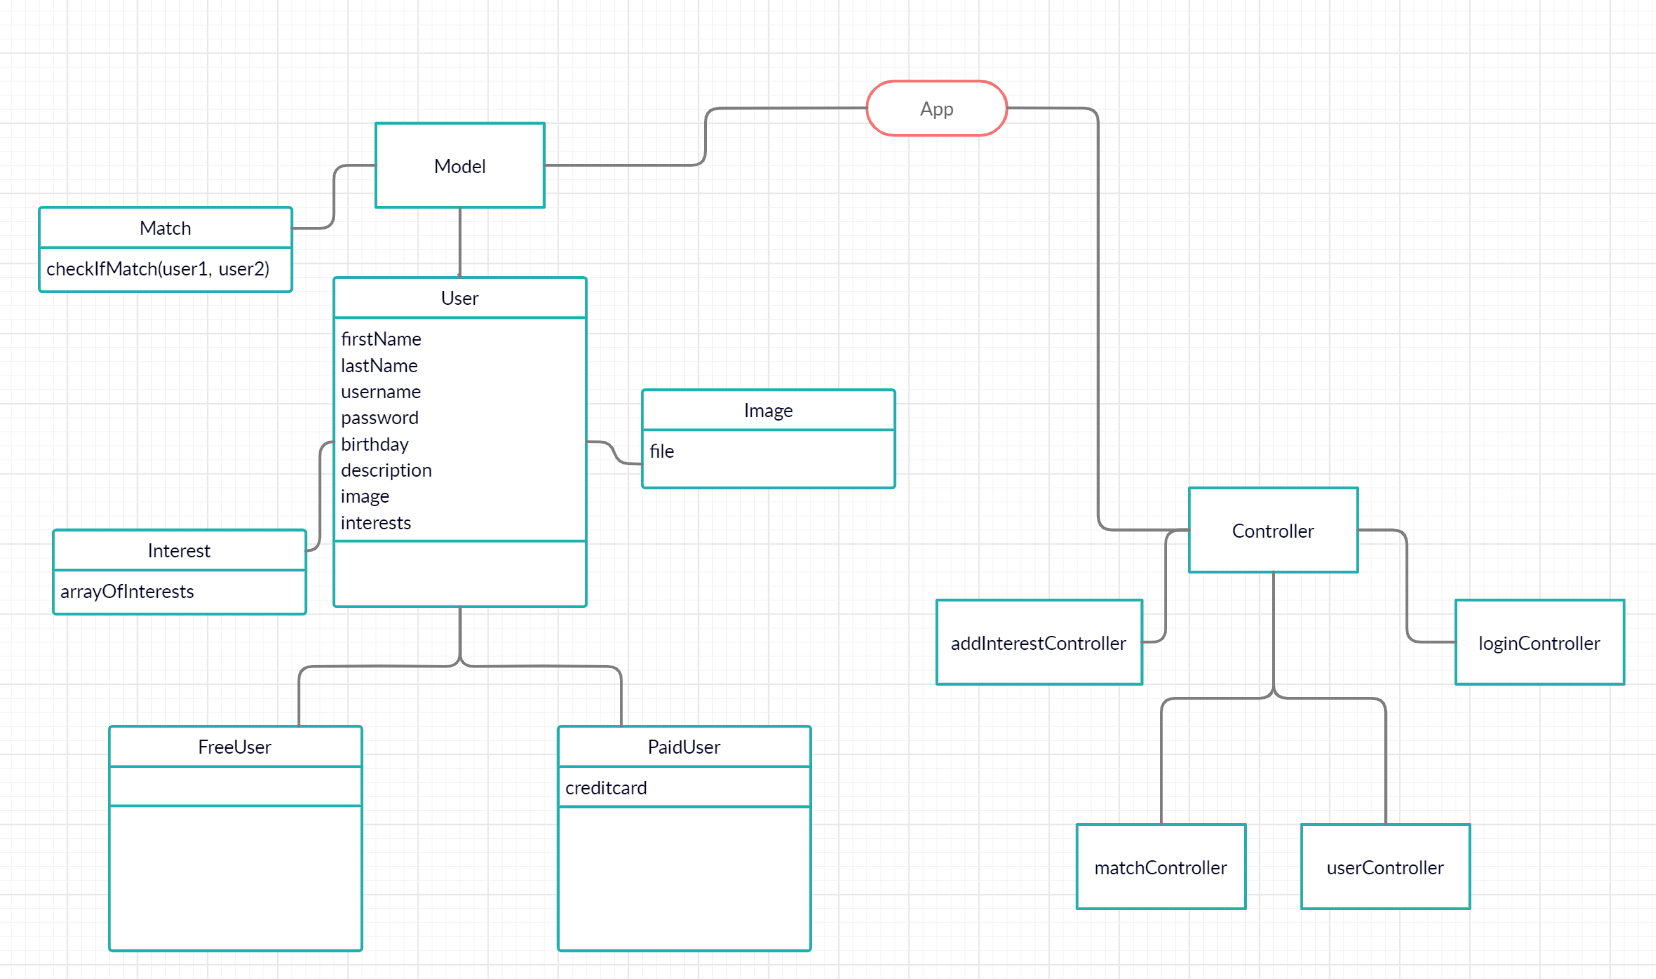 App
Model
Match
checkIfMatch(user1, user2)
User
firstName
lastName
username
password
birthday
description
image
interests
Image
file
Interest
arrayOfInterests
FreeUser
PaidUser
creditcard
Controller
addInterestController
loginController
matchController
userController